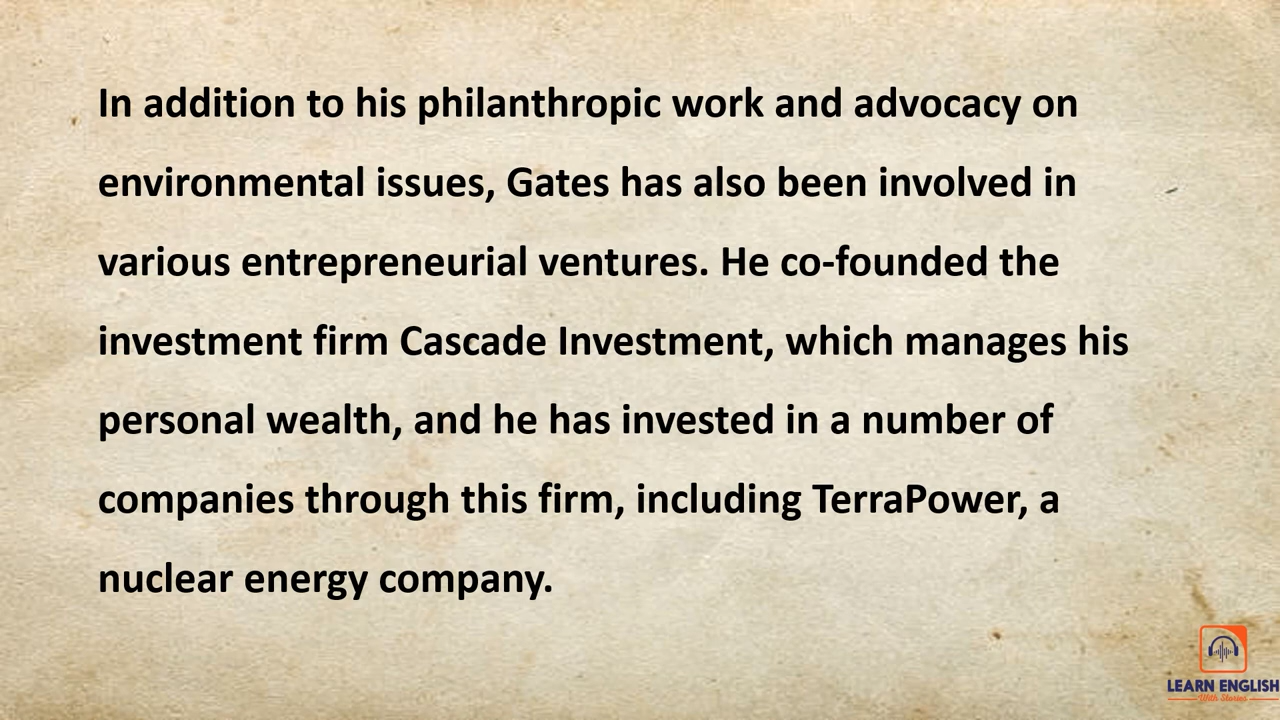 In addition to his philanthropic work and advocacy on
environmental issues, Gates has also been involved in
various entrepreneurial ventures. He co-founded the
investment firm Cascade Investment, which manages his
personal wealth, and he has invested in a number of
companies through this firm, including TerraPower, a
nuclear energy company.
LEARN ENGLISH
With Stories